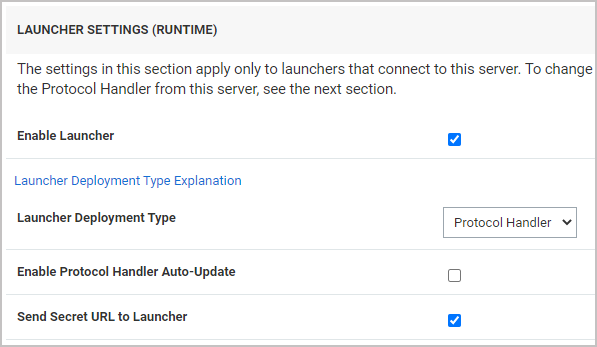 LAUNCHER SETTINGS (RUNTIME)
The settings in this section apply only to launchers that connect to this server. To change
the Protocol Handler from this server, see the next section.
Enable Launcher
Launcher Deployment Type Explanation
Launcher Deployment Type
Protocol Handler
Enable Protocol Handler Auto-Update
Send Secret URL to Launcher